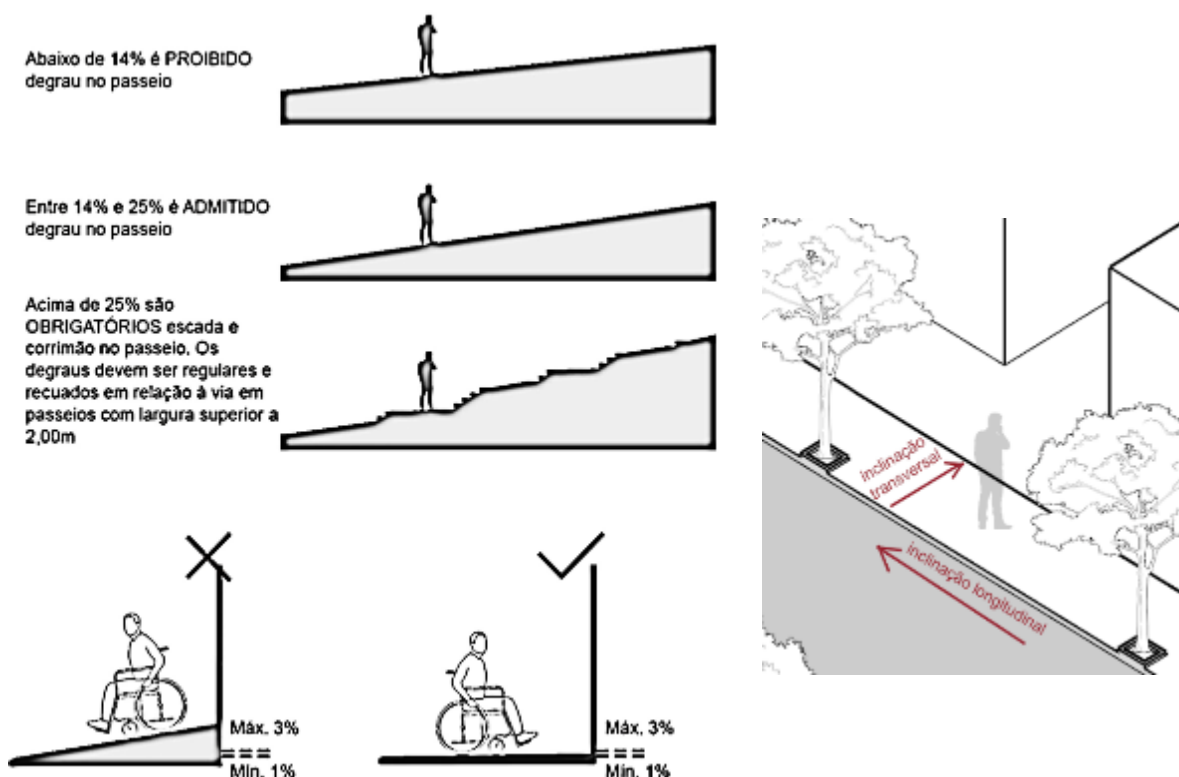 Abaixo de 14% é PROIBIDO
degrau no passeio
Entre 14% e 25% é ADMITIDO
degrau no passeio
Acima de 25% são
OBRIGATÓRIOS escada e
corrimão no passeio. Os
degraus devem ser regulares e
recuados em relação à via em
passeios com largura superior a
2,00m
inclinação
transversal
inclinação longitudinal
Máx. 3%
Mín. 1%
Máx. 3%
Mín. 1%